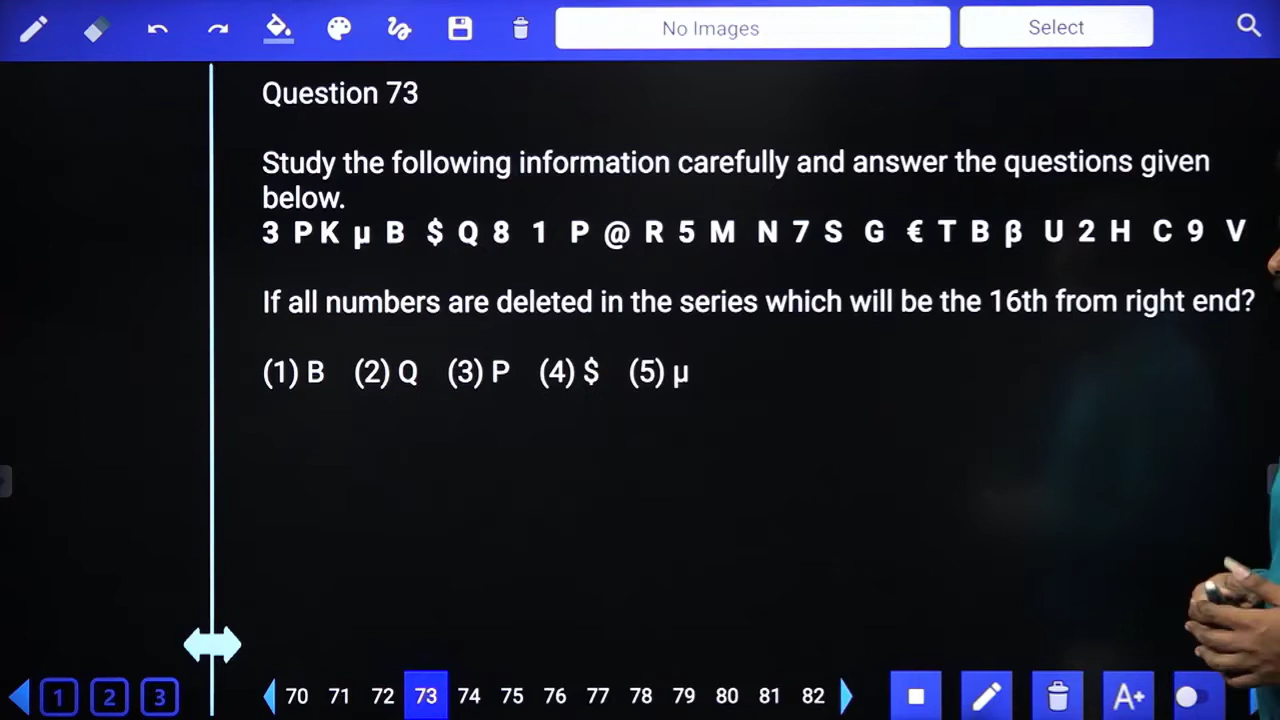 No Images Select
Question 73
Study the following information carefully and answer the questions given
below.
3 P K μ B $ Q 8 1 P @ R 5 M N 7 S G € T B β U 2 H C 9 V
If all numbers are deleted in the series which will be the 16th from right end?
(1) B (2) Q (3) P (4) $ (5) μ
1 2 3 70 71 72 73 74 75 76 77 78 79 80 81 82 A+